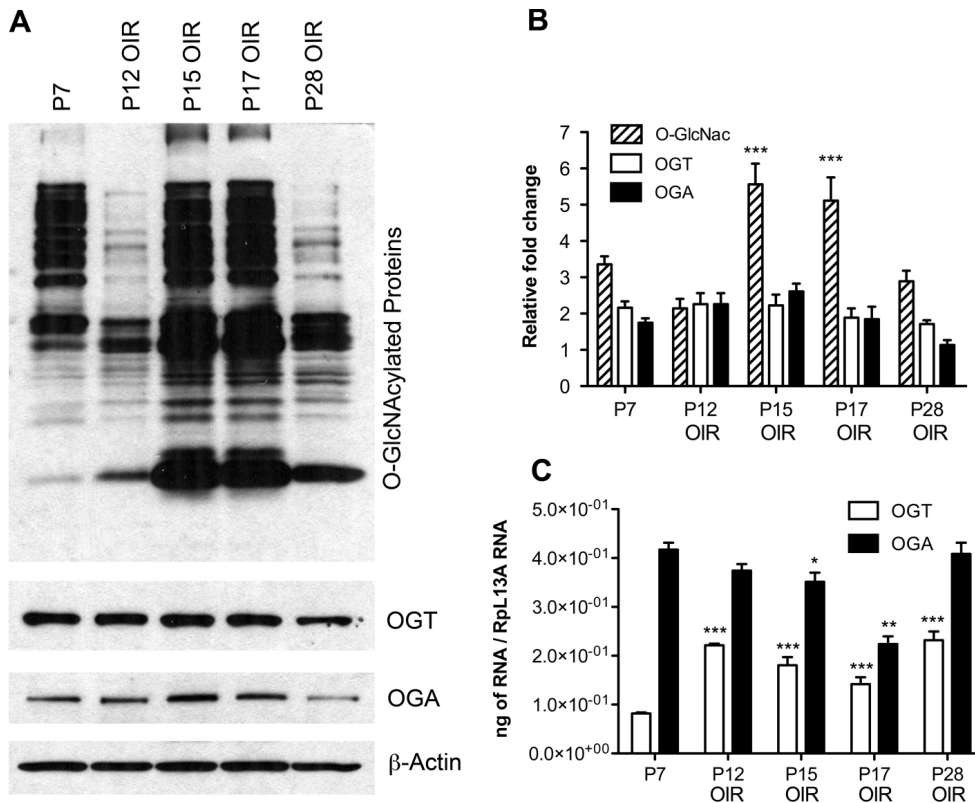 A
P7
P12 OIR
P15 OIR
P17 OIR
P28 OIR
O-GlcNAcylated Proteins
OGT
OGA
β-Actin
B
Relative fold change
7
6
5
4
3
2
1
0
O-GlcNac
OGT
OGA
***
***
P7
P12 OIR
P15 OIR
P17 OIR
P28 OIR
C
ng of RNA / RpL13A RNA
5.0×10⁻⁰¹
4.0×10⁻⁰¹
3.0×10⁻⁰¹
2.0×10⁻⁰¹
1.0×10⁻⁰¹
0.0×10⁺⁰⁰
OGT
OGA
***
***
*
***
**
***
P7
P12 OIR
P15 OIR
P17 OIR
P28 OIR